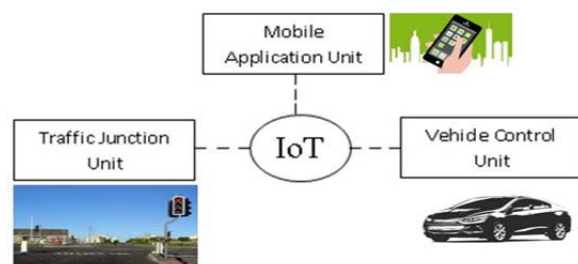 Mobile
Application Unit
Traffic Junction
Unit
IoT
Vehide Control
Unit